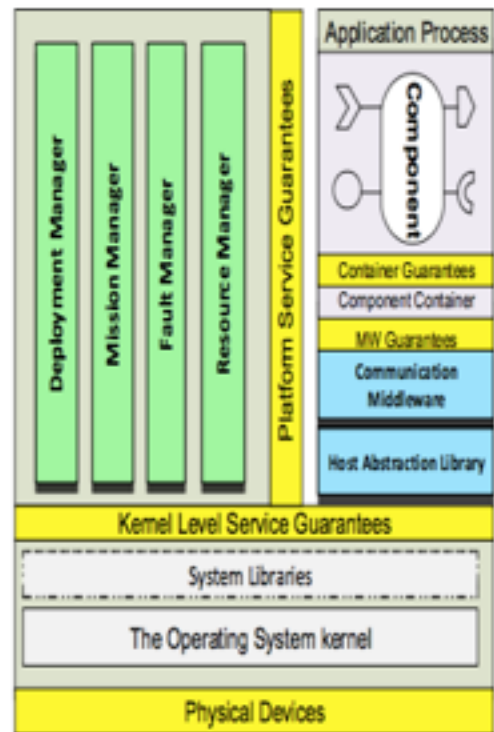 Deployment Manager
Mission Manager
Fault Manager
Resource Manager
Platform Service Guarantees
Application Process
Component
Container Guarantees
Component Container
MW Guarantees
Communication
Middleware
Host Abstraction Library
Kernel Level Service Guarantees
System Libraries
The Operating System kernel
Physical Devices